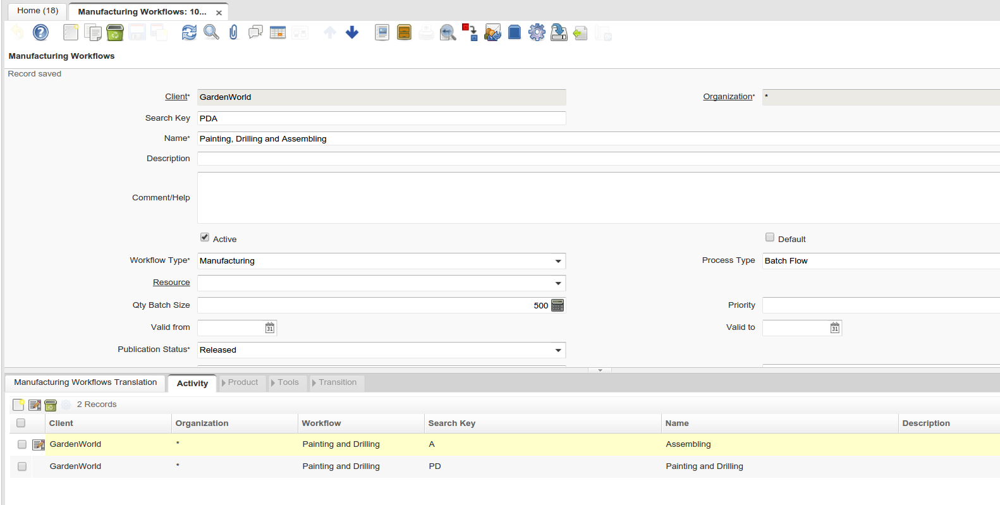 Home (18)
Manufacturing Workflows: 10...
Manufacturing Workflows
Record saved
Client* GardenWorld Organization* *
Search Key PDA
Name* Painting, Drilling and Assembling
Description
Comment/Help
Active Default
Workflow Type* Manufacturing Process Type Batch Flow
Resource
Qty Batch Size 500 Priority
Valid from 31 Valid to 31
Publication Status* Released
Manufacturing Workflows Translation Activity Product Tools Transition
2 Records
Client Organization Workflow Search Key Name Description
GardenWorld * Painting and Drilling A Assembling
GardenWorld * Painting and Drilling PD Painting and Drilling